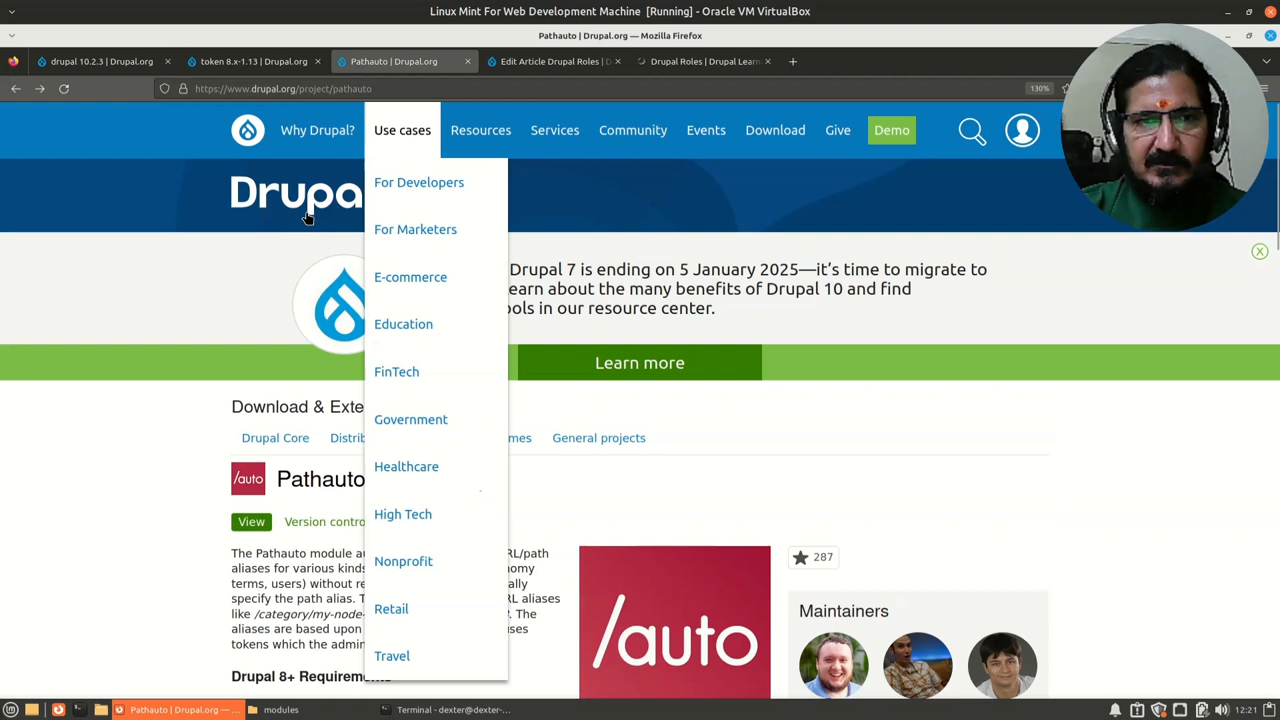 Linux Mint For Web Development Machine [Running] - Oracle VM VirtualBox
Pathauto | Drupal.org — Mozilla Firefox
drupal 10.2.3 | Drupal.org
token 8.x-1.13 | Drupal.org
Pathauto | Drupal.org
Edit Article Drupal Roles | D
Drupal Roles | Drupal Learn
https://www.drupal.org/project/pathauto
130%
Why Drupal?
Use cases
Resources
Services
Community
Events
Download
Give
Demo
For Developers
For Marketers
E-commerce
Education
FinTech
Government
Healthcare
High Tech
Nonprofit
Retail
Travel
Drupal
Drupal 7 is ending on 5 January 2025—it's time to migrate to
earn about the many benefits of Drupal 10 and find
ols in our resource center.
Learn more
Download & Exte
Drupal Core
Distrib
mes
General projects
/auto
Pathauto
View
Version contro
The Pathauto module au
RL/path
aliases for various kinds
omy
terms, users) without re
ally
specify the path alias. T
RL aliases
like /category/my-node-
. The
aliases are based upon
uses
tokens which the admin
Drupal 8+ Requirements
/auto
287
Maintainers
Pathauto | Drupal.org — ...
modules
Terminal - dexter@dexter-...
12:21